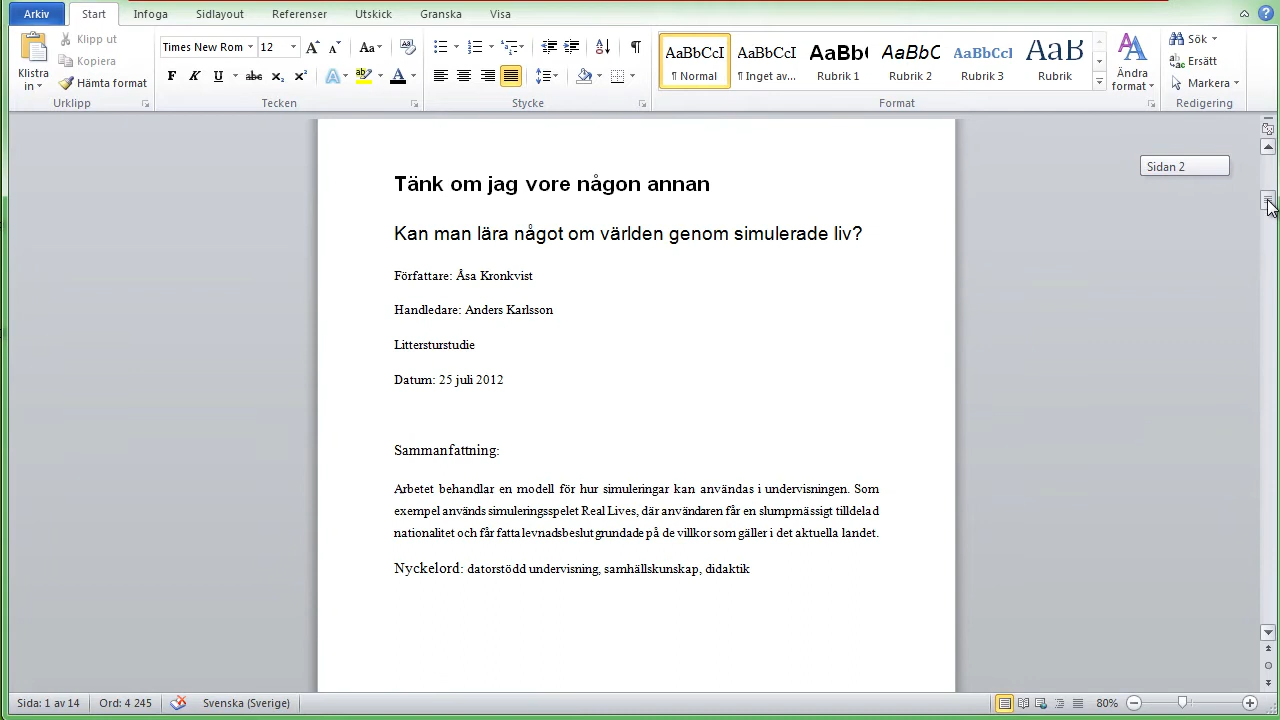 Arkiv Start Infoga Sidlayout Referenser Utskick Granska Visa
Klipp ut
Kopiera
Hämta format
Klistra in
Urklipp
Times New Rom 12
Tecken
Stycke
AaBbCcI AaBbCcI AaBb( AaBbC AaBbCcI AaB
¶ Normal ¶ Inget av... Rubrik 1 Rubrik 2 Rubrik 3 Rubrik
Ändra format
Format
Sök
Ersätt
Markera
Redigering
Sidan 2
Tänk om jag vore någon annan
Kan man lära något om världen genom simulerade liv?
Författare: Åsa Kronkvist
Handledare: Anders Karlsson
Littersturstudie
Datum: 25 juli 2012
Sammanfattning:
Arbetet behandlar en modell för hur simuleringar kan användas i undervisningen. Som
exempel används simuleringsspelet Real Lives, där användaren får en slumpmässigt tilldelad
nationalitet och får fatta levnadsbeslut grundade på de villkor som gäller i det aktuella landet.
Nyckelord: datorstödd undervisning, samhällskunskap, didaktik
Sida: 1 av 14 Ord: 4 245 Svenska (Sverige) 80%